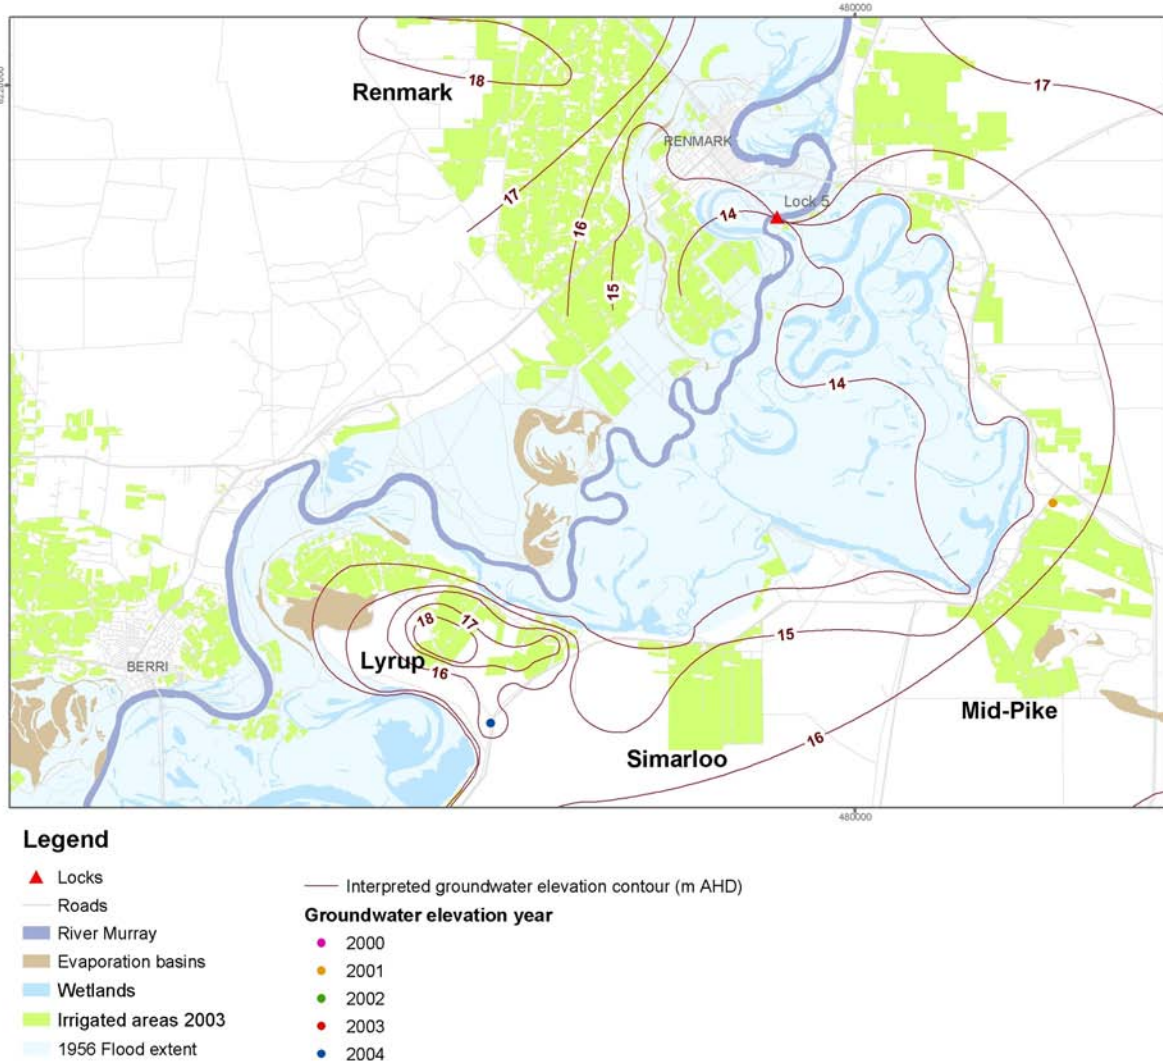 480000
18
17
Renmark
RENMARK
17
16
Lock 5
14
15
14
18
17
15
Lyrup
16
BERRI
Mid-Pike
16
Simarloo
480000
Legend
Locks
Roads
River Murray
Evaporation basins
Wetlands
Irrigated areas 2003
1956 Flood extent
Interpreted groundwater elevation contour (m AHD)
Groundwater elevation year
2000
2001
2002
2003
2004